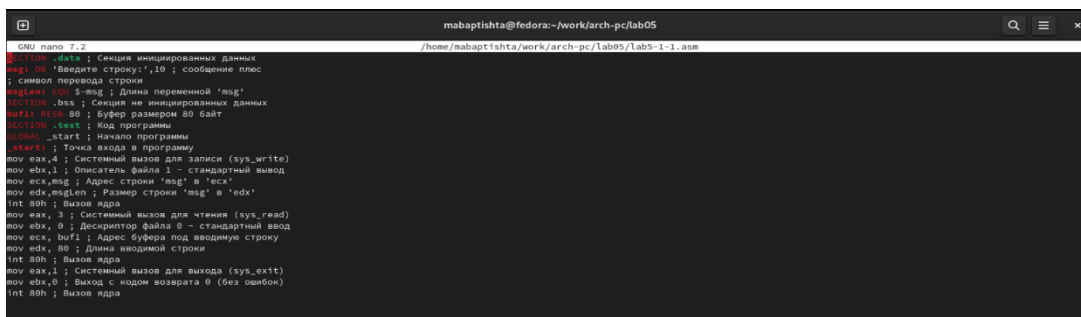 mabaptishta@fedora:~/work/arch-pc/lab05
GNU nano 7.2 /home/mabaptishta/work/arch-pc/lab05/lab5-1-1.asm
SECTION .data ; Секция инициированных данных
msg: DB 'Введите строку:',10 ; сообщение плюс
; символ перевода строки
msgLen: EQU $-msg ; Длина переменной 'msg'
SECTION .bss ; Секция не инициированных данных
buf1: RESB 80 ; Буфер размером 80 байт
SECTION .text ; Код программы
GLOBAL _start ; Начало программы
_start: ; Точка входа в программу
mov eax,4 ; Системный вызов для записи (sys_write)
mov ebx,1 ; Описатель файла 1 - стандартный вывод
mov ecx,msg ; Адрес строки 'msg' в 'ecx'
mov edx,msgLen ; Размер строки 'msg' в 'edx'
int 80h ; Вызов ядра
mov eax, 3 ; Системный вызов для чтения (sys_read)
mov ebx, 0 ; Дескриптор файла 0 - стандартный ввод
mov ecx, buf1 ; Адрес буфера под вводимую строку
mov edx, 80 ; Длина вводимой строки
int 80h ; Вызов ядра
mov eax,1 ; Системный вызов для выхода (sys_exit)
mov ebx,0 ; Выход с кодом возврата 0 (без ошибок)
int 80h ; Вызов ядра